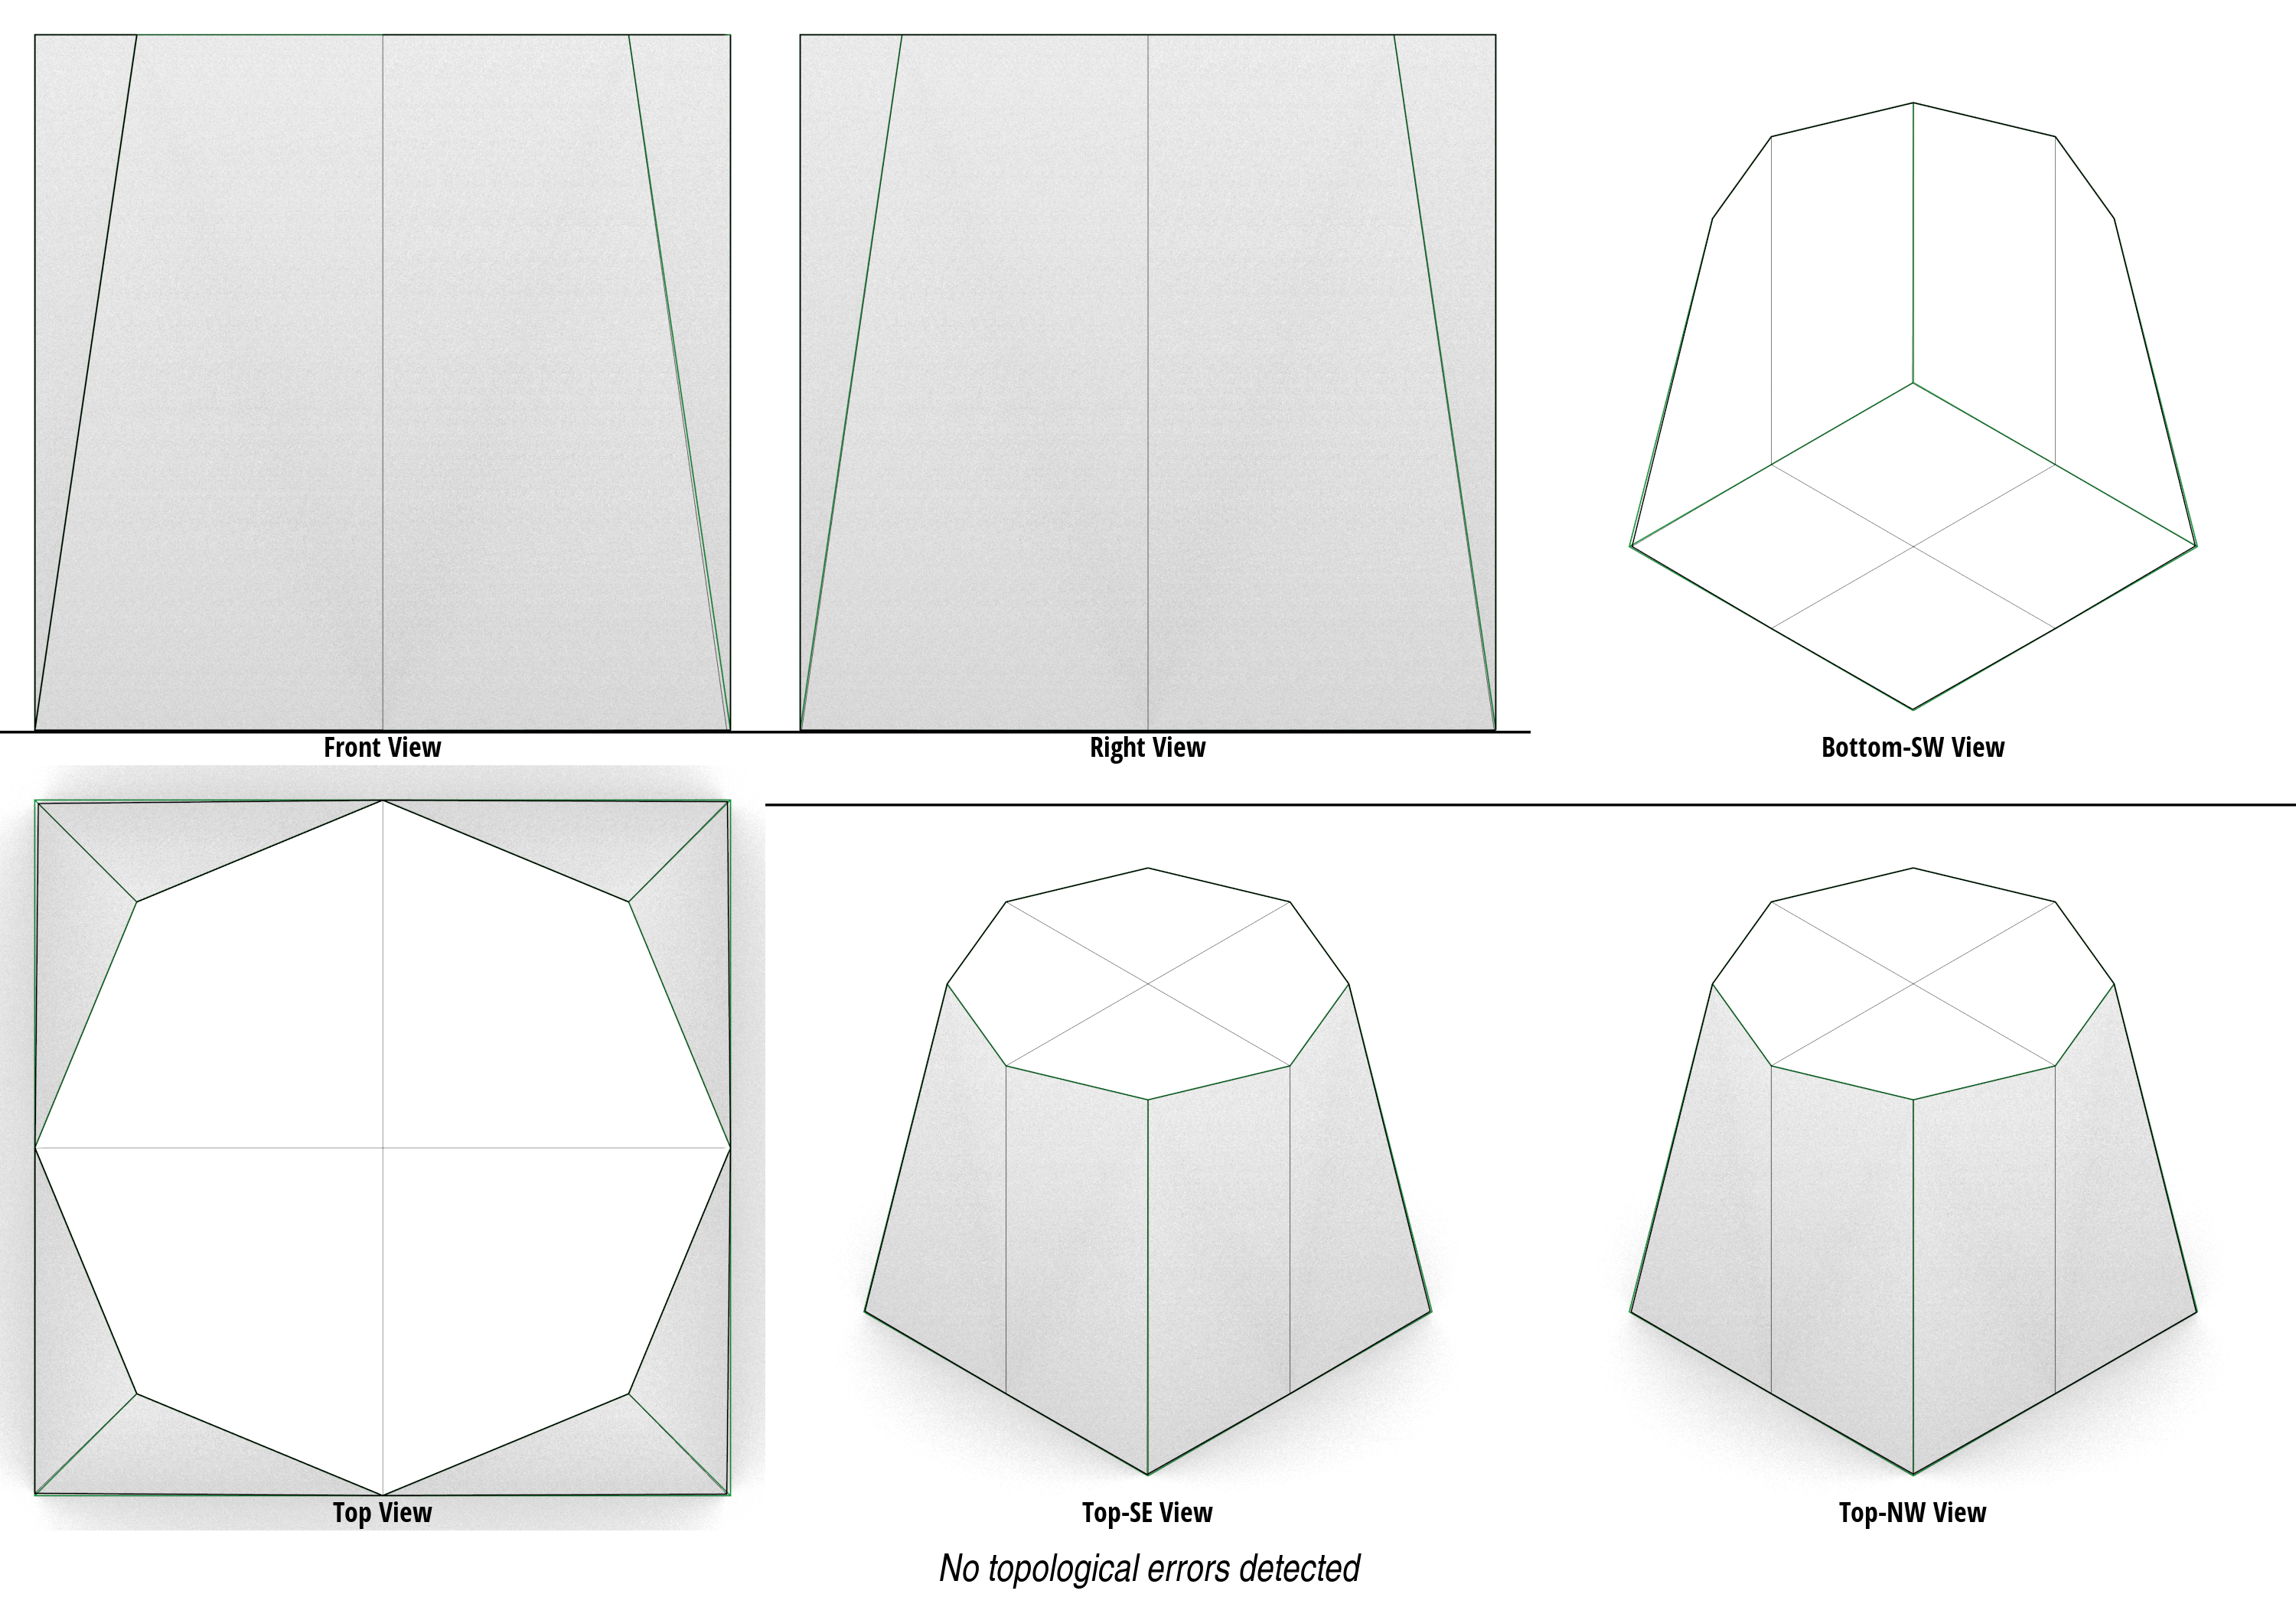 Front View
Right View
Bottom-SW View
Top View
Top-SE View
Top-NW View
No topological errors detected